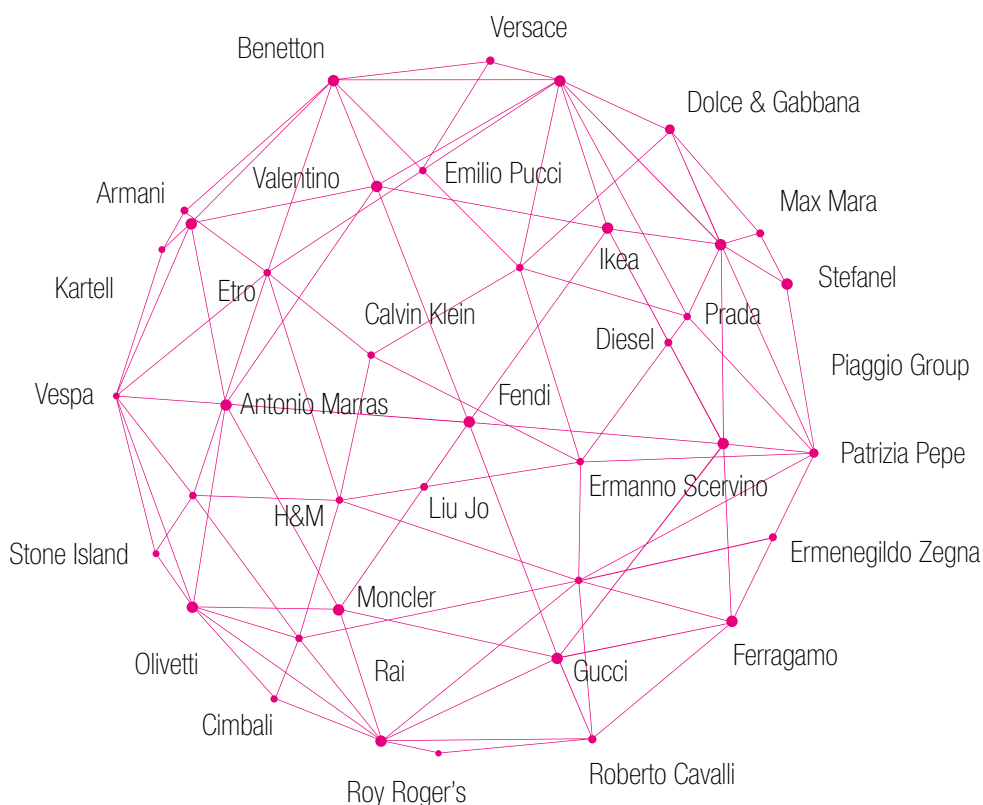 Versace
Benetton
Dolce & Gabbana
Valentino
Emilio Pucci
Armani
Max Mara
Ikea
Stefanel
Kartell
Etro
Calvin Klein
Prada
Diesel
Piaggio Group
Vespa
Antonio Marras
Fendi
Patrizia Pepe
Ermanno Scervino
H&M
Liu Jo
Stone Island
Ermenegildo Zegna
Moncler
Olivetti
Rai
Gucci
Ferragamo
Cimbali
Roberto Cavalli
Roy Roger's